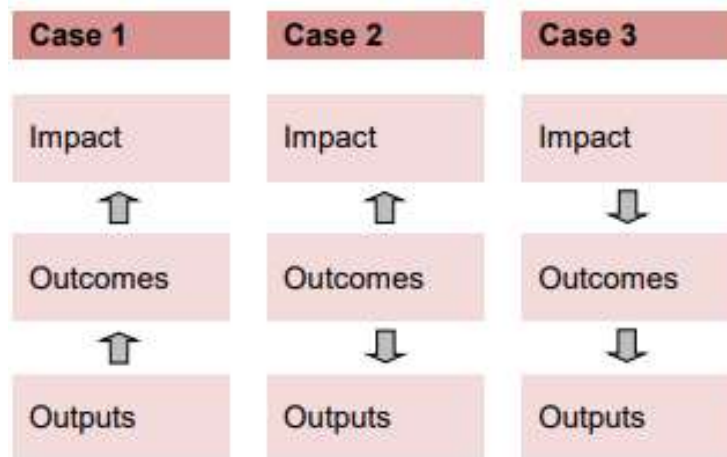 Case 1
Case 2
Case 3
Impact
Impact
Impact
Outcomes
Outcomes
Outcomes
Outputs
Outputs
Outputs